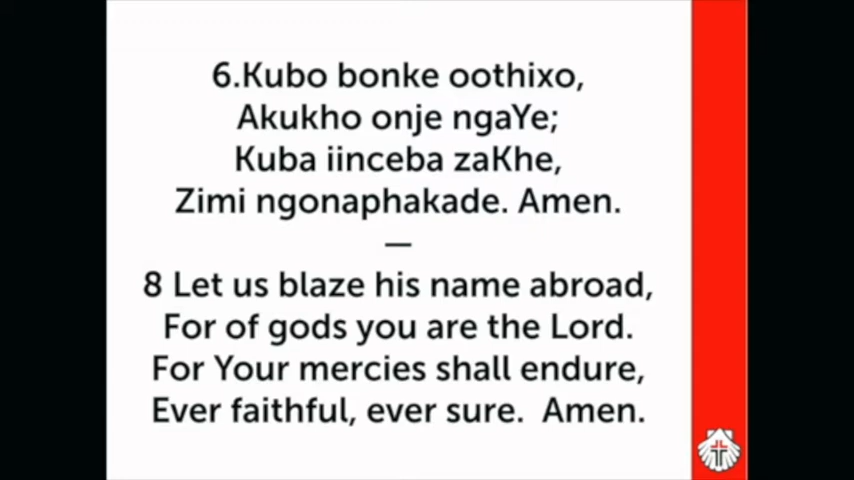 6.Kubo bonke oothixo,
Akukho onje ngaYe;
Kuba iinceba zaKhe,
Zimi ngonaphakade. Amen.
—
8 Let us blaze his name abroad,
For of gods you are the Lord.
For Your mercies shall endure,
Ever faithful, ever sure.  Amen.